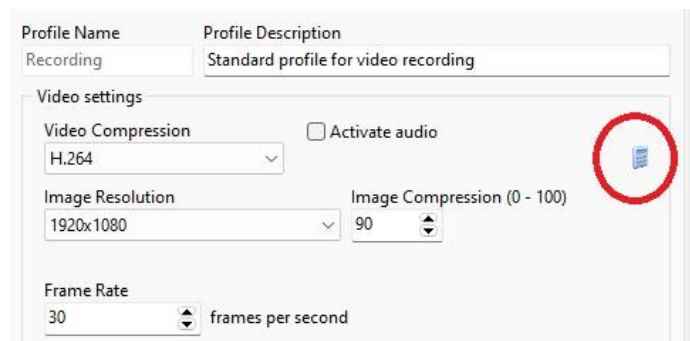 Profile Name Profile Description
Recording Standard profile for video recording
Video settings
Video Compression Activate audio
H.264
Image Resolution Image Compression (0 - 100)
1920x1080 90
Frame Rate
30 frames per second